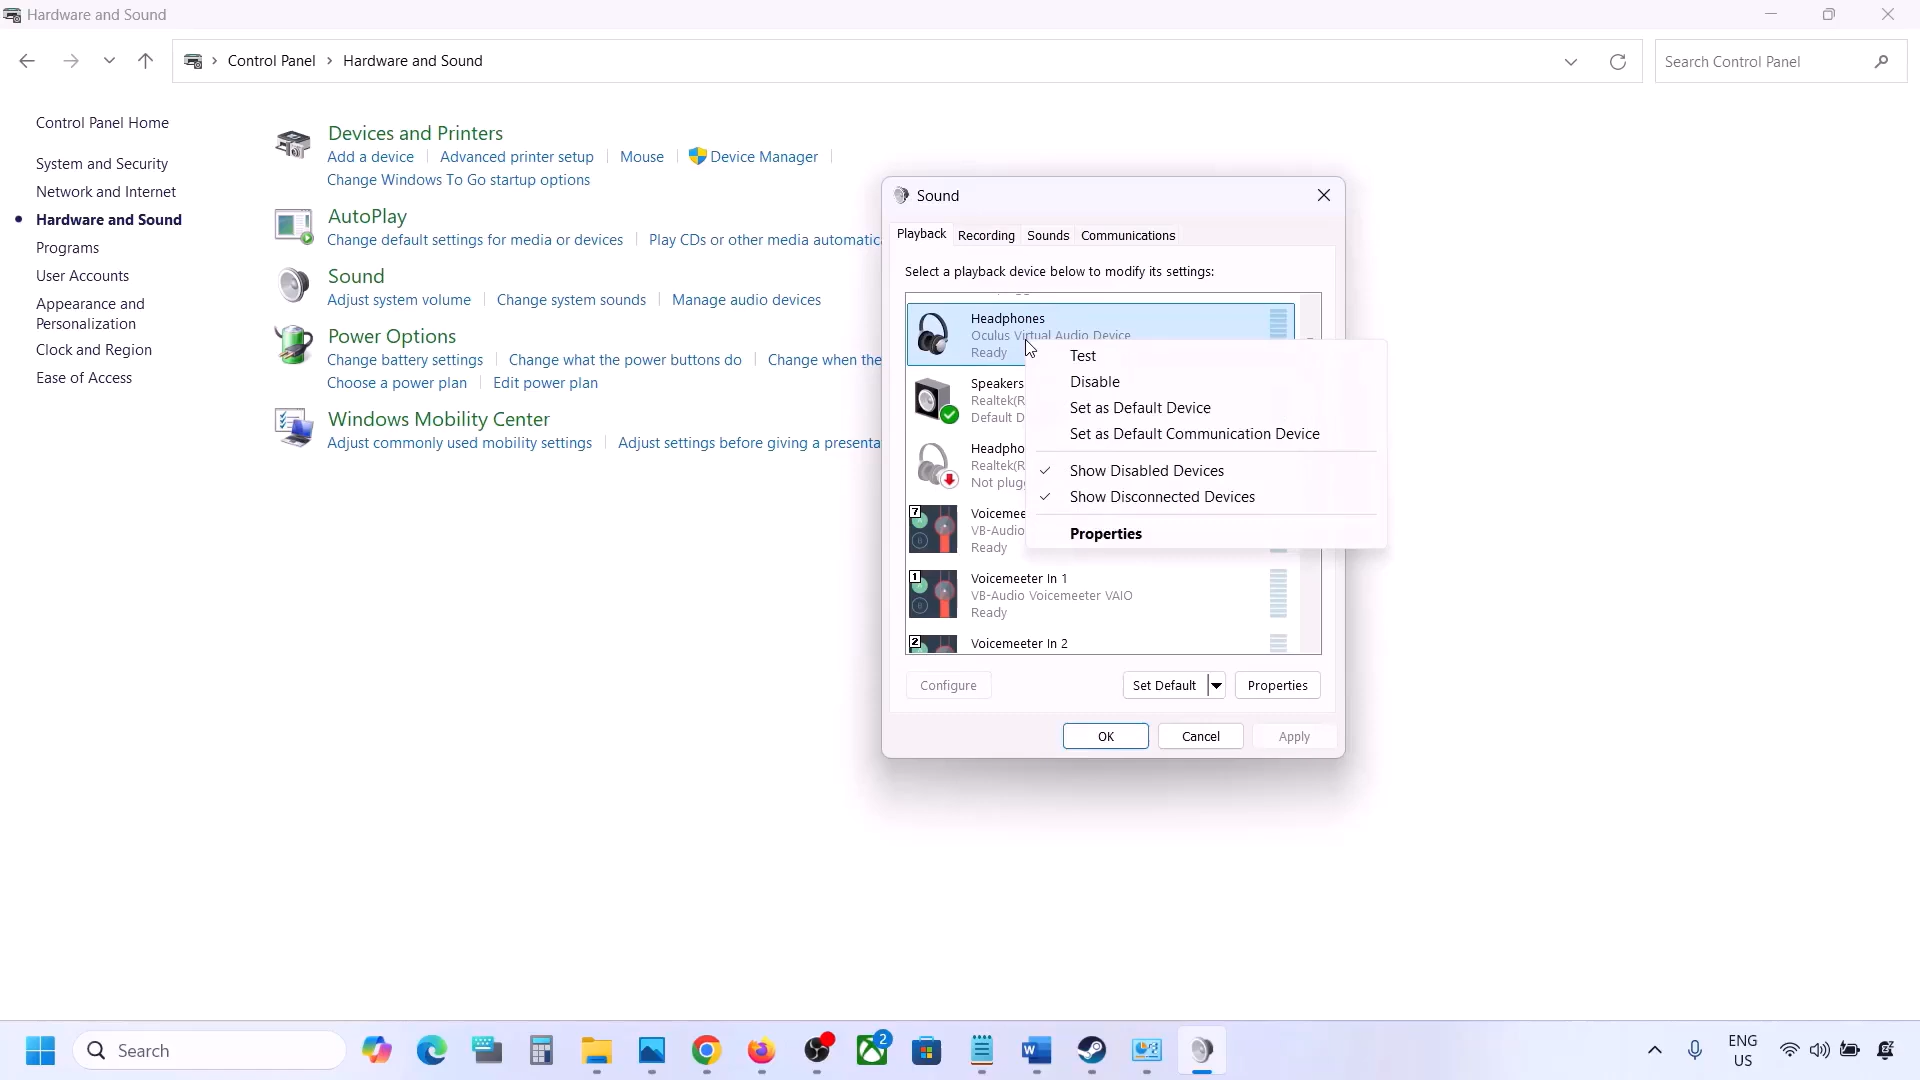 Hardware and Sound
Control Panel
Hardware and Sound
Search Control Panel
Control Panel Home
System and Security
Network and Internet
Hardware and Sound
Programs
User Accounts
Appearance and
Personalization
Clock and Region
Ease of Access
Devices and Printers
Add a device
Advanced printer setup
Mouse
Device Manager
Change Windows To Go startup options
AutoPlay
Change default settings for media or devices
Play CDs or other media automatic
Sound
Adjust system volume
Change system sounds
Manage audio devices
Power Options
Change battery settings
Change what the power buttons do
Change when the
Choose a power plan
Edit power plan
Windows Mobility Center
Adjust commonly used mobility settings
Adjust settings before giving a presenta
Sound
Playback
Recording
Sounds
Communications
Select a playback device below to modify its settings:
Headphones
Oculus Virtual Audio Device
Ready
Speakers
Realtek(R
Default D
Headpho
Realtek(R
Not plugg
7
Voicemee
VB-Audio
Ready
1
Voicemeeter In 1
VB-Audio Voicemeeter VAIO
Ready
2
Voicemeeter In 2
Test
Disable
Set as Default Device
Set as Default Communication Device
Show Disabled Devices
Show Disconnected Devices
Properties
Configure
Set Default
Properties
OK
Cancel
Apply
Search
2
ENG
US